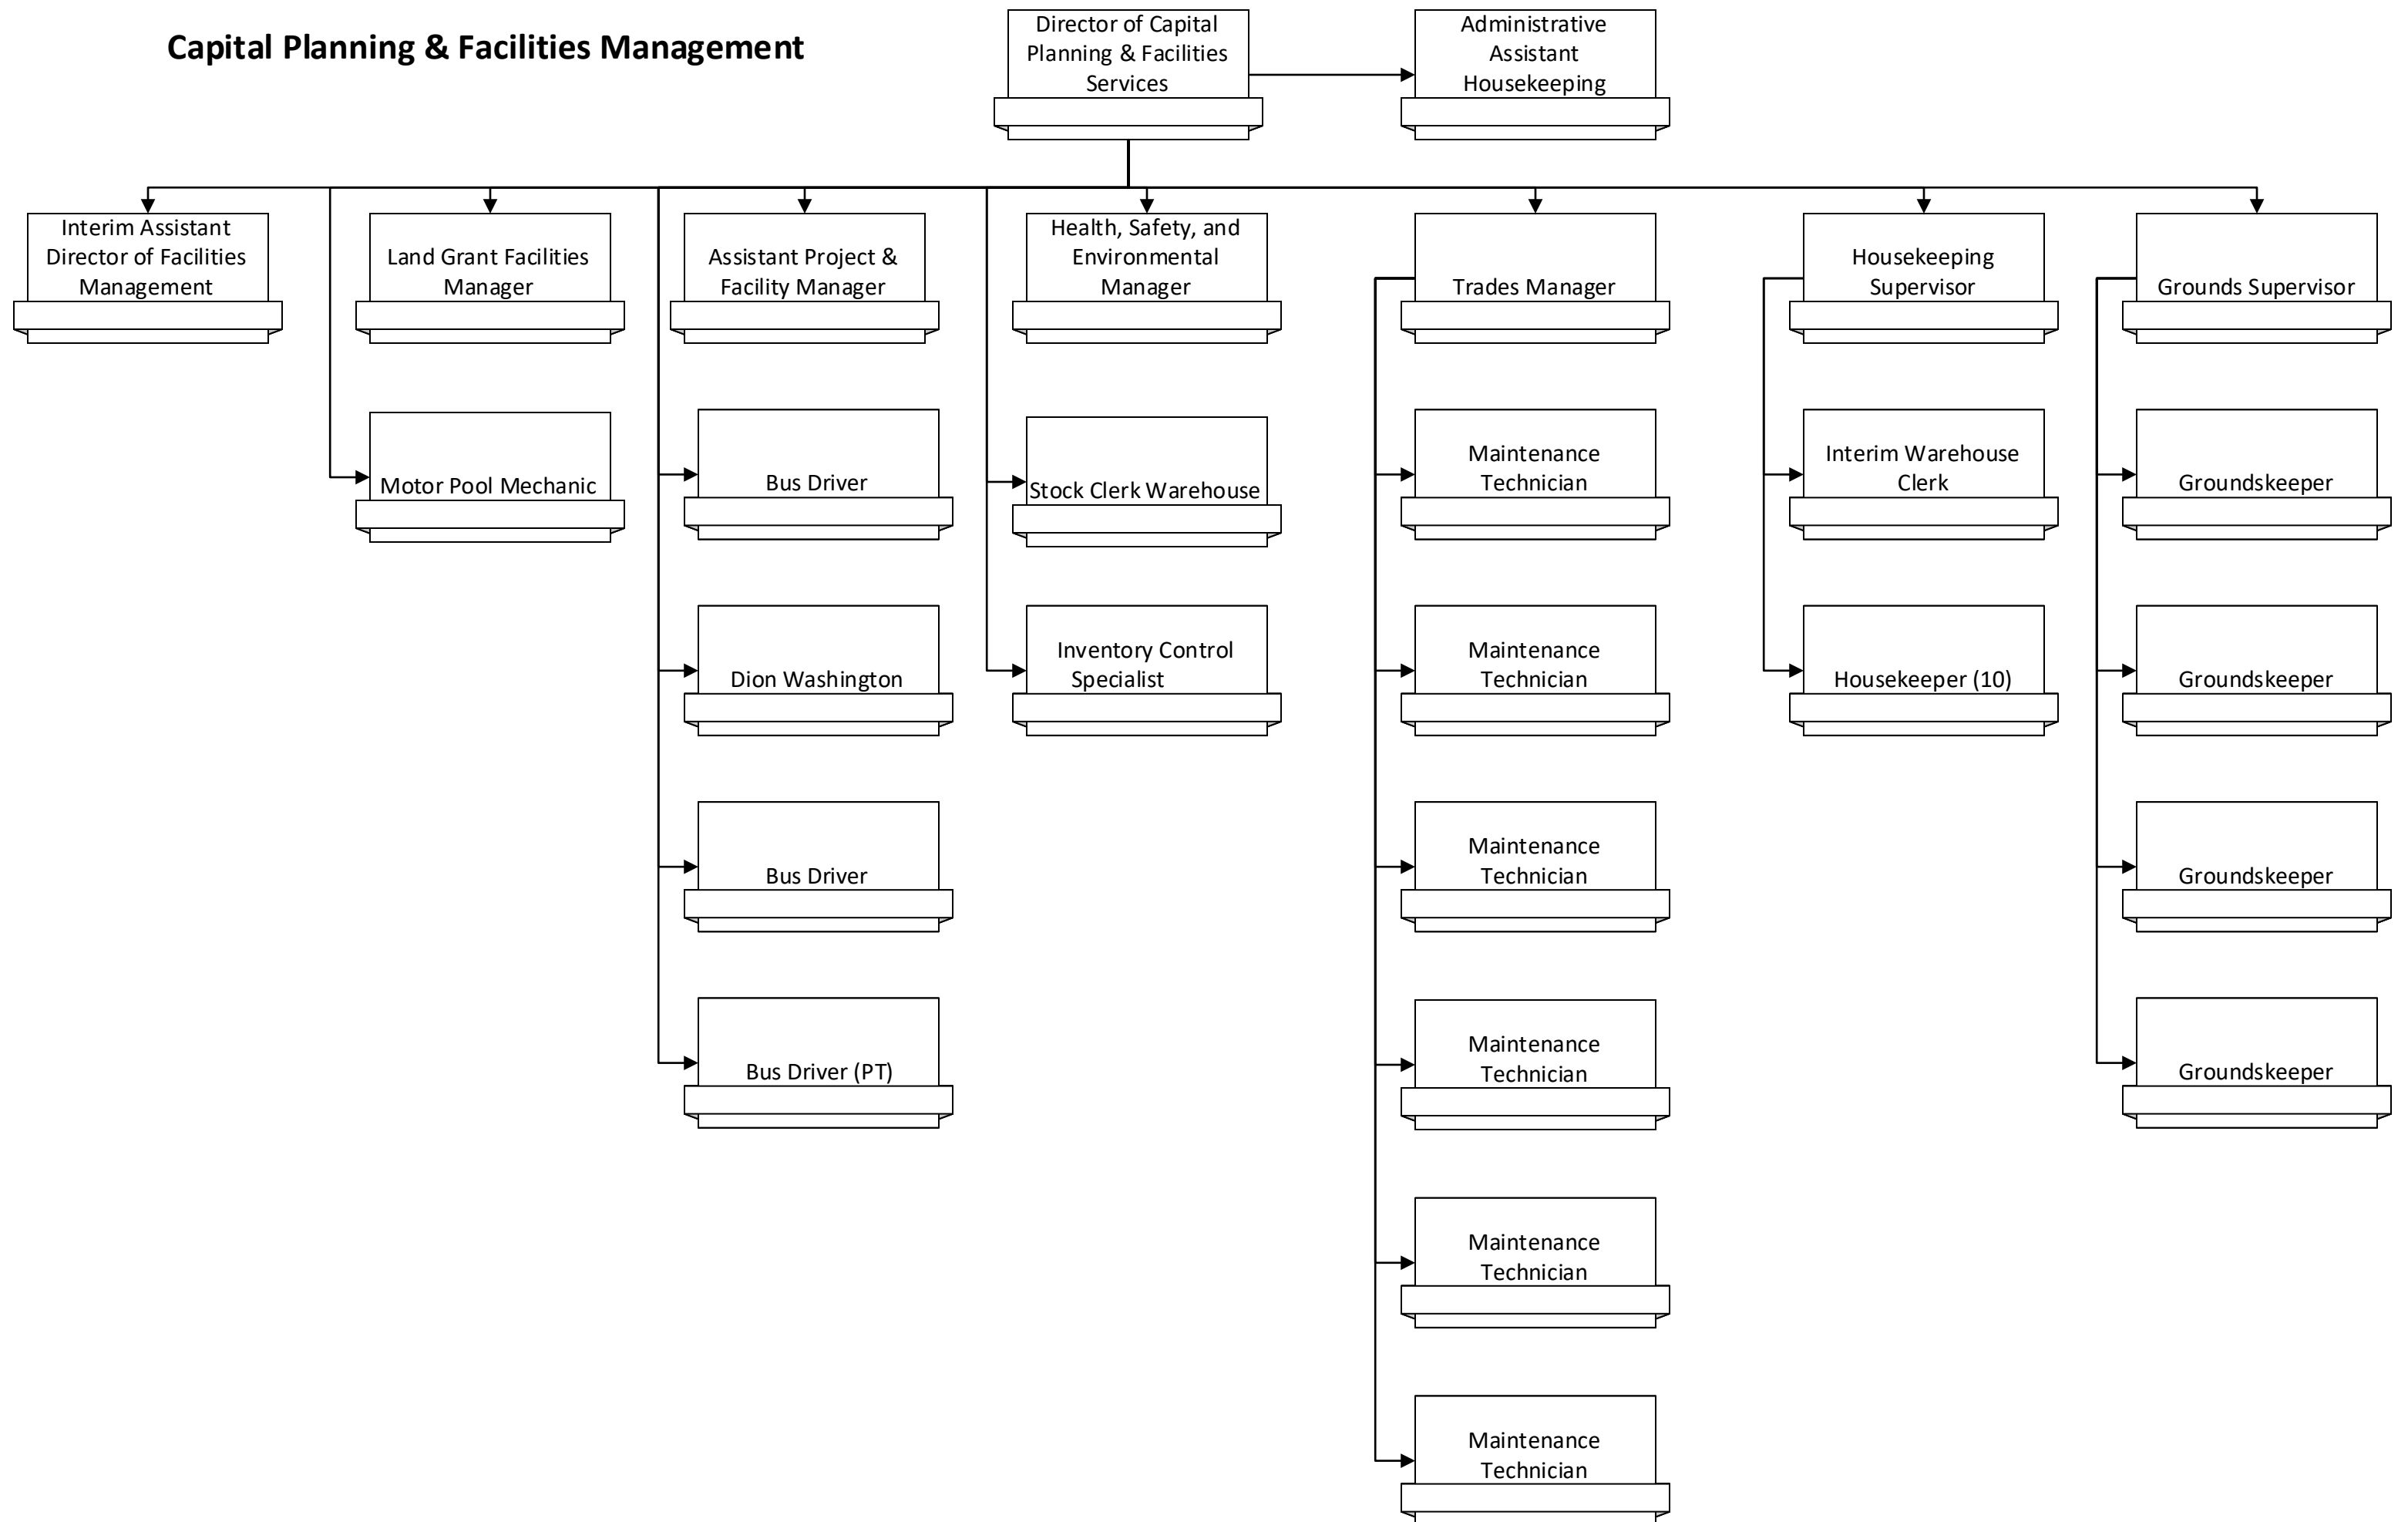 Capital Planning & Facilities Management
Director of Capital
Planning & Facilities
Services
Administrative
Assistant
Housekeeping
Interim Assistant
Director of Facilities
Management
Land Grant Facilities
Manager
Assistant Project &
Facility Manager
Health, Safety, and
Environmental
Manager
Trades Manager
Housekeeping
Supervisor
Grounds Supervisor
Motor Pool Mechanic
Bus Driver
Stock Clerk Warehouse
Maintenance
Technician
Interim Warehouse
Clerk
Groundskeeper
Dion Washington
Inventory Control
Specialist
Maintenance
Technician
Housekeeper (10)
Groundskeeper
Bus Driver
Maintenance
Technician
Groundskeeper
Bus Driver (PT)
Maintenance
Technician
Groundskeeper
Maintenance
Technician
Maintenance
Technician